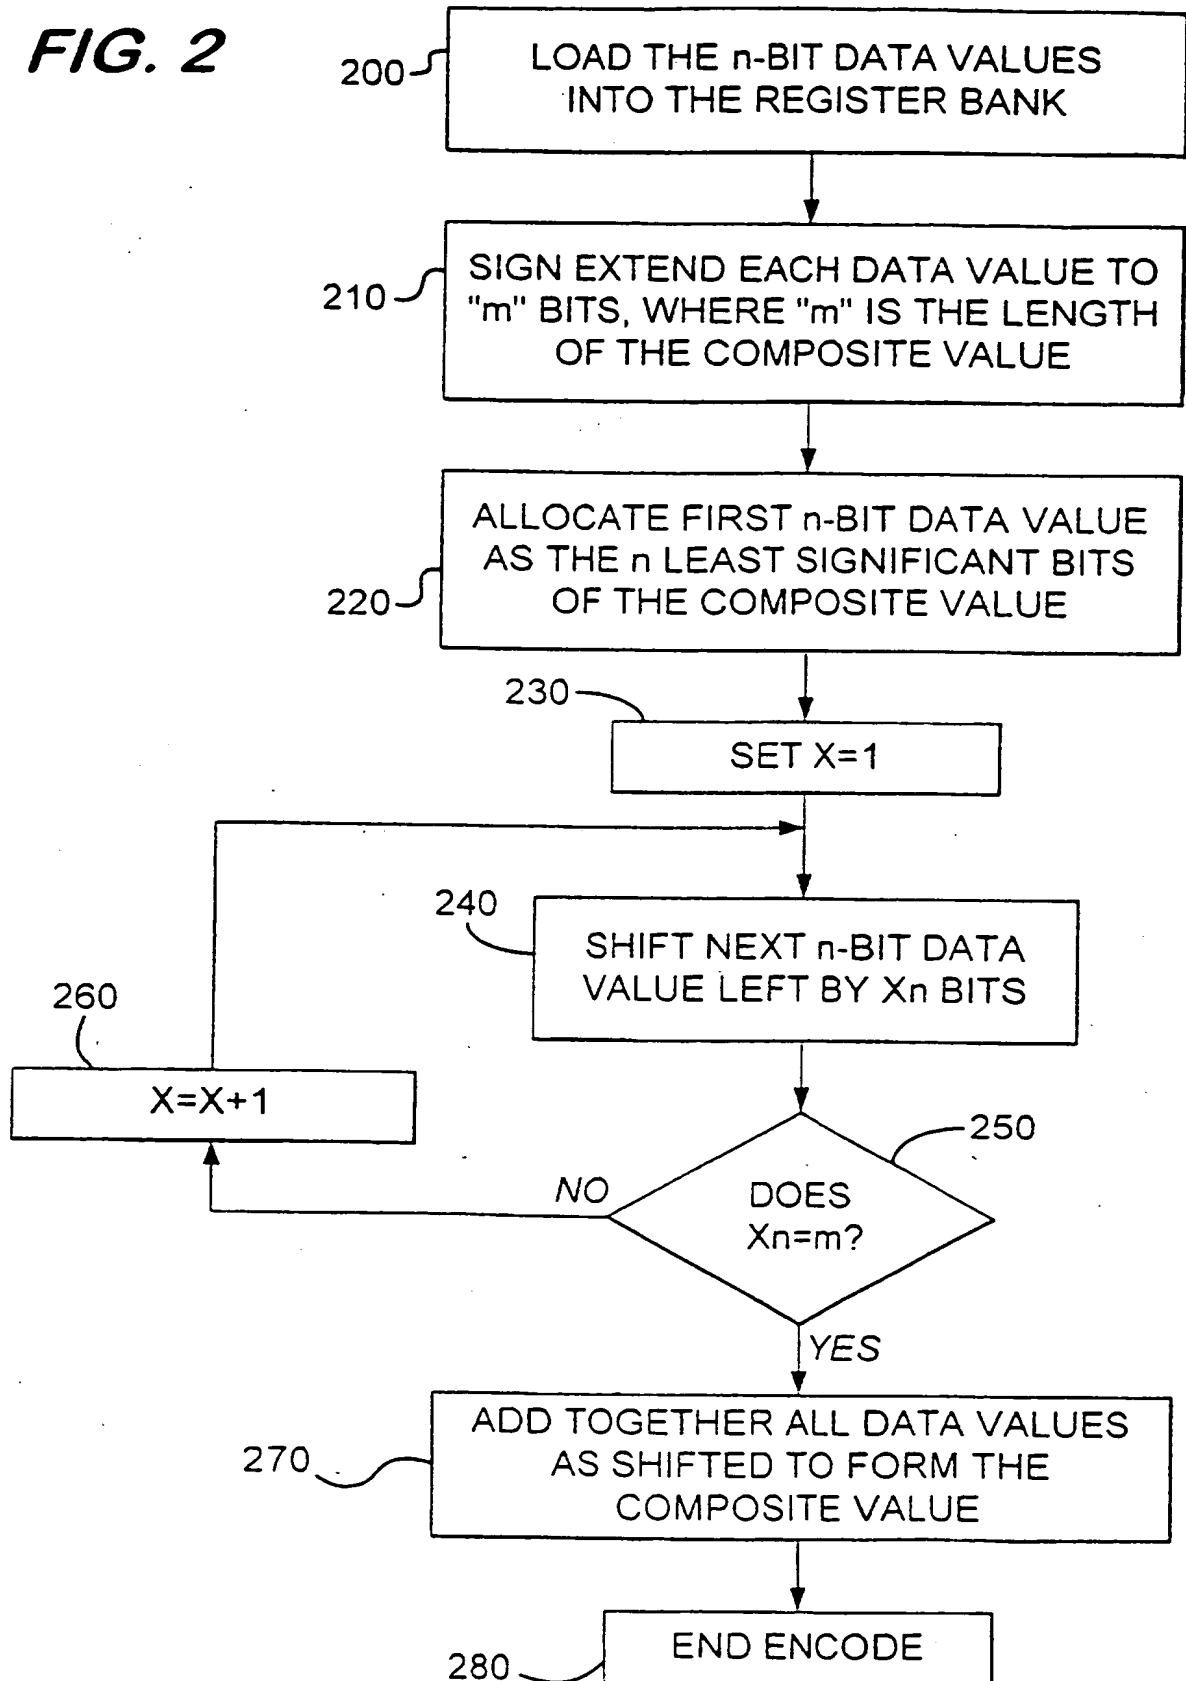 FIG. 2
200
LOAD THE n-BIT DATA VALUES
INTO THE REGISTER BANK
210
SIGN EXTEND EACH DATA VALUE TO
"m" BITS, WHERE "m" IS THE LENGTH
OF THE COMPOSITE VALUE
220
ALLOCATE FIRST n-BIT DATA VALUE
AS THE n LEAST SIGNIFICANT BITS
OF THE COMPOSITE VALUE
230
SET X=1
240
SHIFT NEXT n-BIT DATA
VALUE LEFT BY Xn BITS
260
X=X+1
250
DOES
Xn=m?
NO
YES
270
ADD TOGETHER ALL DATA VALUES
AS SHIFTED TO FORM THE
COMPOSITE VALUE
280
END ENCODE